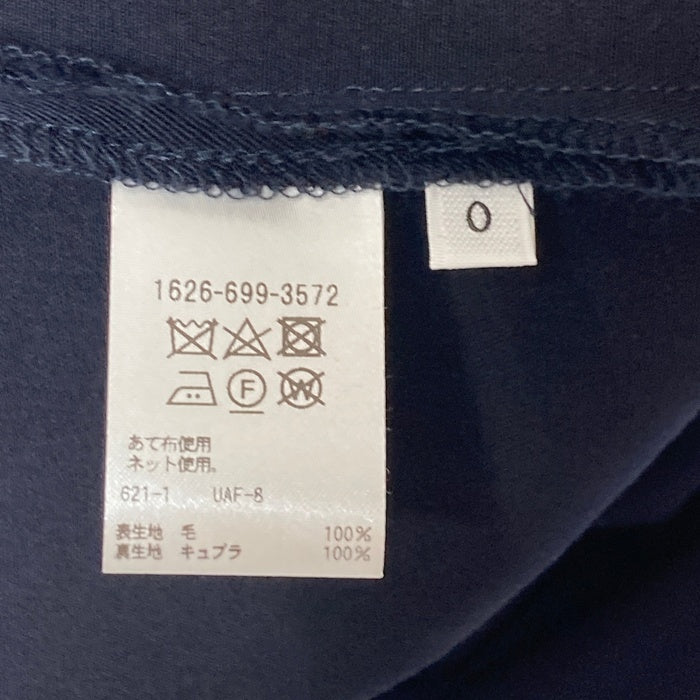 0
1626-699-3572
F
W
あて布使用
ネット使用。
621-1 UAF-8
表生地 毛 100%
裏生地 キュプラ 100%